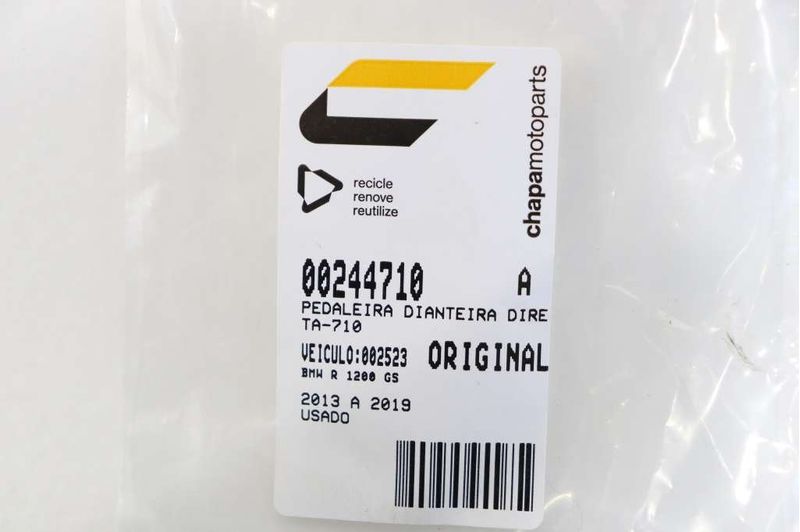 chapamotoparts
recicle
renove
reutilize
00244710 A
PEDALEIRA DIANTEIRA DIRE
TA-710
VEICULO:002523 ORIGINAL
BMW R 1200 GS
2013 A 2019
USADO